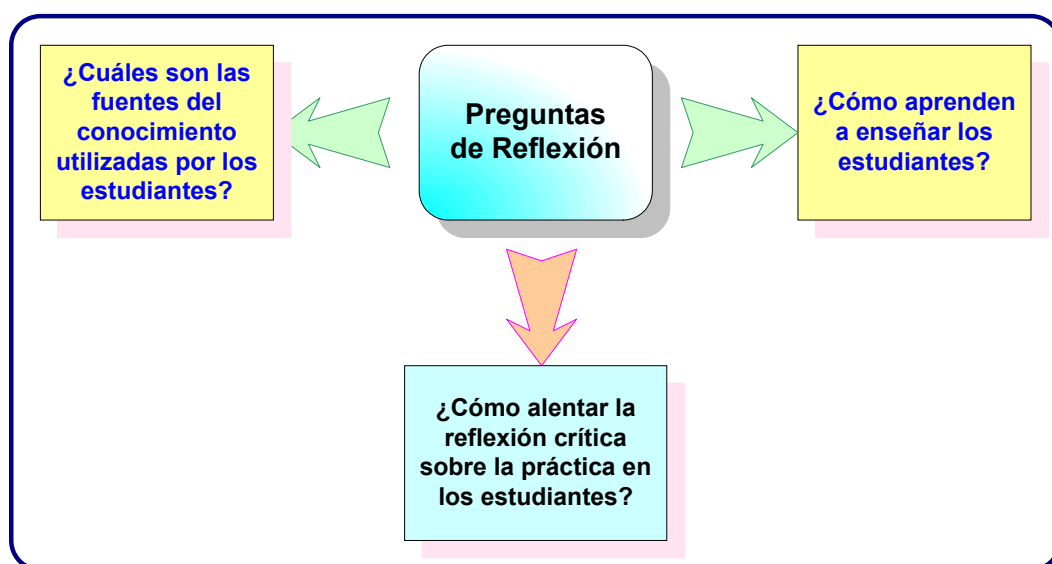 ¿Cuáles son las
fuentes del
conocimiento
utilizadas por los
estudiantes?
Preguntas
de Reflexión
¿Cómo aprenden
a enseñar los
estudiantes?
¿Cómo alentar la
reflexión crítica
sobre la práctica en
los estudiantes?